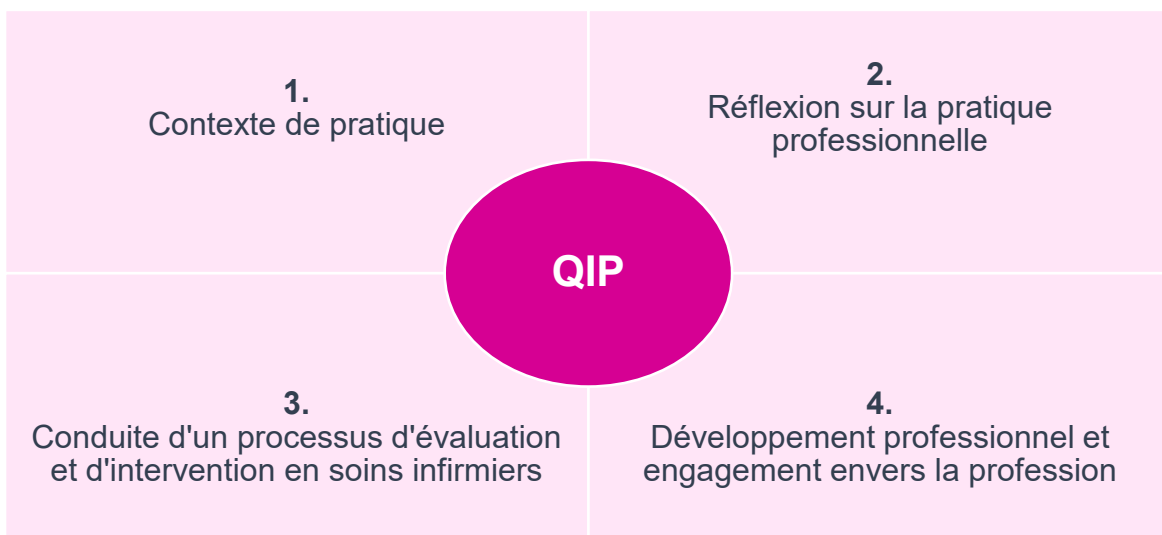 1.
Contexte de pratique
2.
Réflexion sur la pratique
professionnelle
QIP
3.
Conduite d'un processus d'évaluation
et d'intervention en soins infirmiers
4.
Développement professionnel et
engagement envers la profession